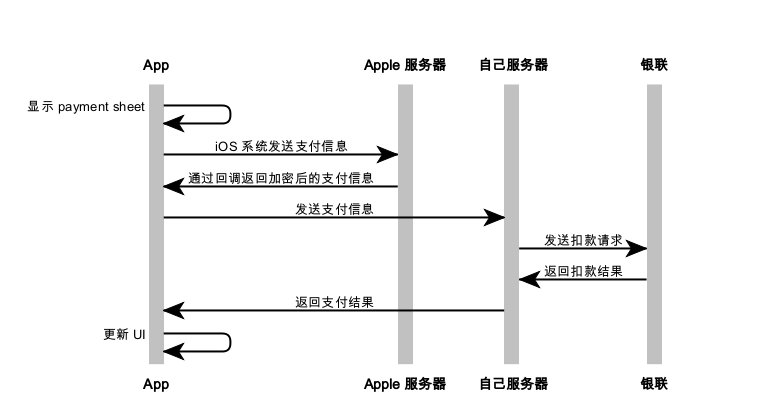 App Apple 服务器 自己服务器 银联
显示 payment sheet
iOS 系统发送支付信息
通过回调返回加密后的支付信息
发送支付信息
发送扣款请求
返回扣款结果
返回支付结果
更新 UI
App Apple 服务器 自己服务器 银联